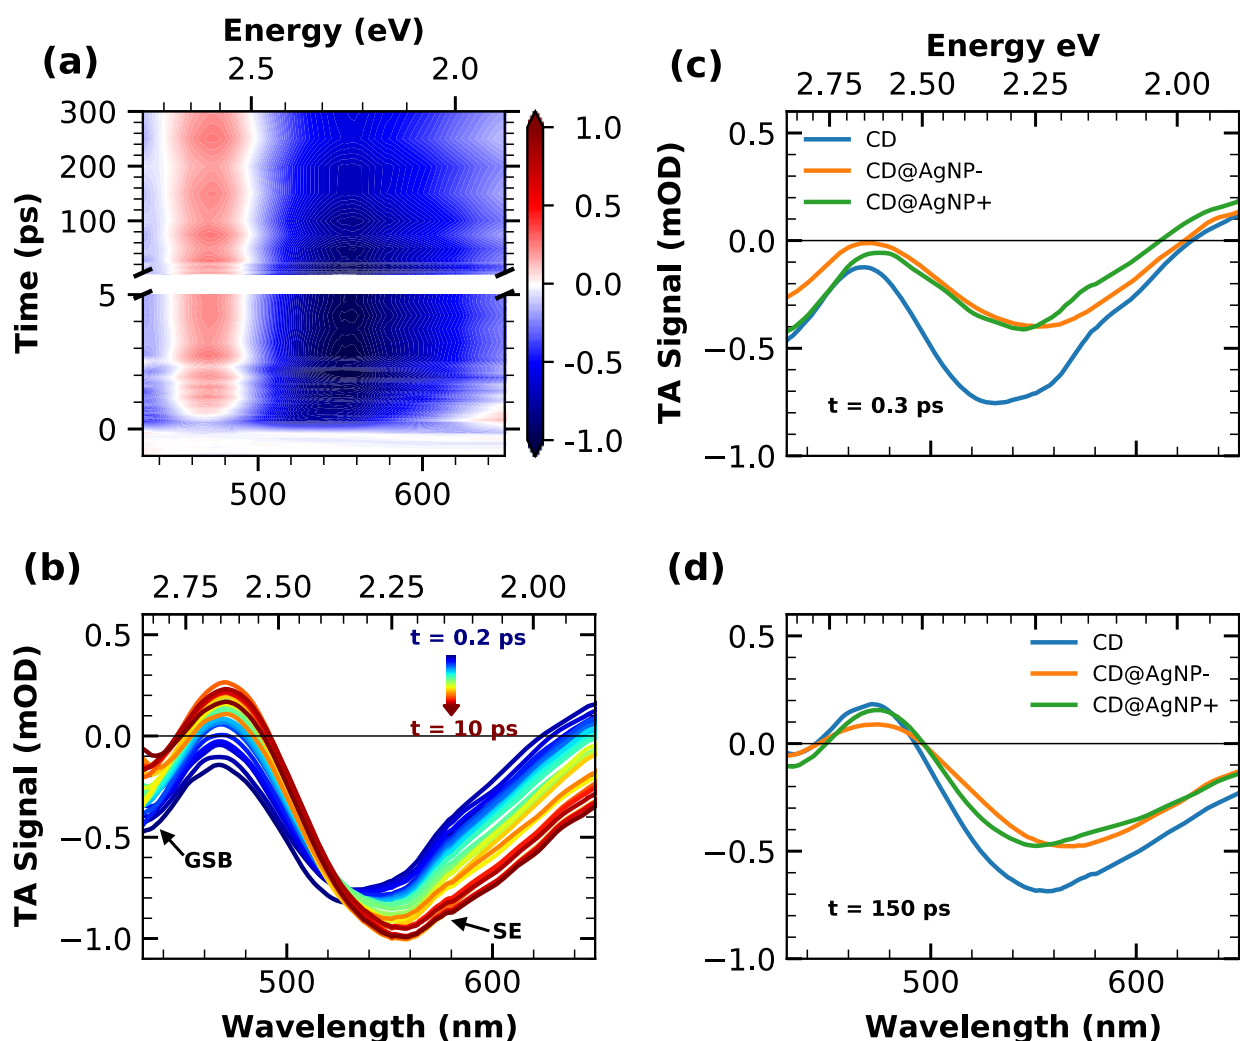 Energy (eV)
(a)
2.5 2.0
300
100
5
0
Time (ps)
500 600
1.0
0.5
0.0
-0.5
-1.0
Energy eV
(c)
2.75 2.50 2.25 2.00
0.5
0.0
−0.5
−1.0
TA Signal (mOD)
CD
CD@AgNP-
CD@AgNP+
t = 0.3 ps
(b)
2.75 2.50 2.25 2.00
0.5
0.0
−0.5
−1.0
TA Signal (mOD)
t = 0.2 ps
t = 10 ps
GSB
SE
500 600
Wavelength (nm)
(d)
0.5
0.0
−0.5
−1.0
TA Signal (mOD)
CD
CD@AgNP-
CD@AgNP+
t = 150 ps
500 600
Wavelength (nm)